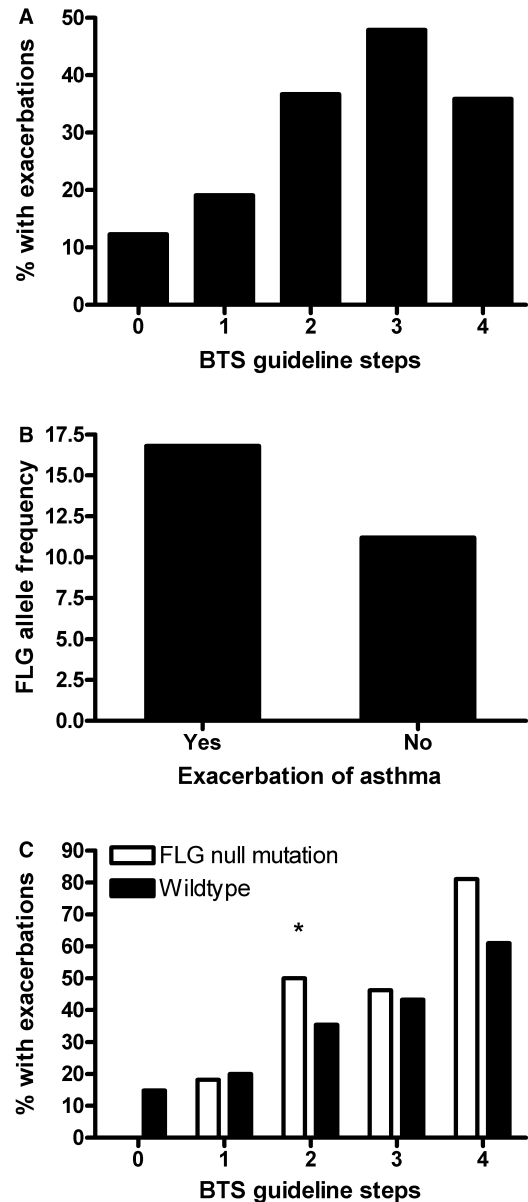 A
% with exacerbations
50
40
30
20
10
0
0 1 2 3 4
BTS guideline steps
B
FLG allele frequency
17.5
15.0
12.5
10.0
7.5
5.0
2.5
0.0
Yes No
Exacerbation of asthma
C
% with exacerbations
FLG null mutation
Wildtype
*
90
80
70
60
50
40
30
20
10
0
0 1 2 3 4
BTS guideline steps